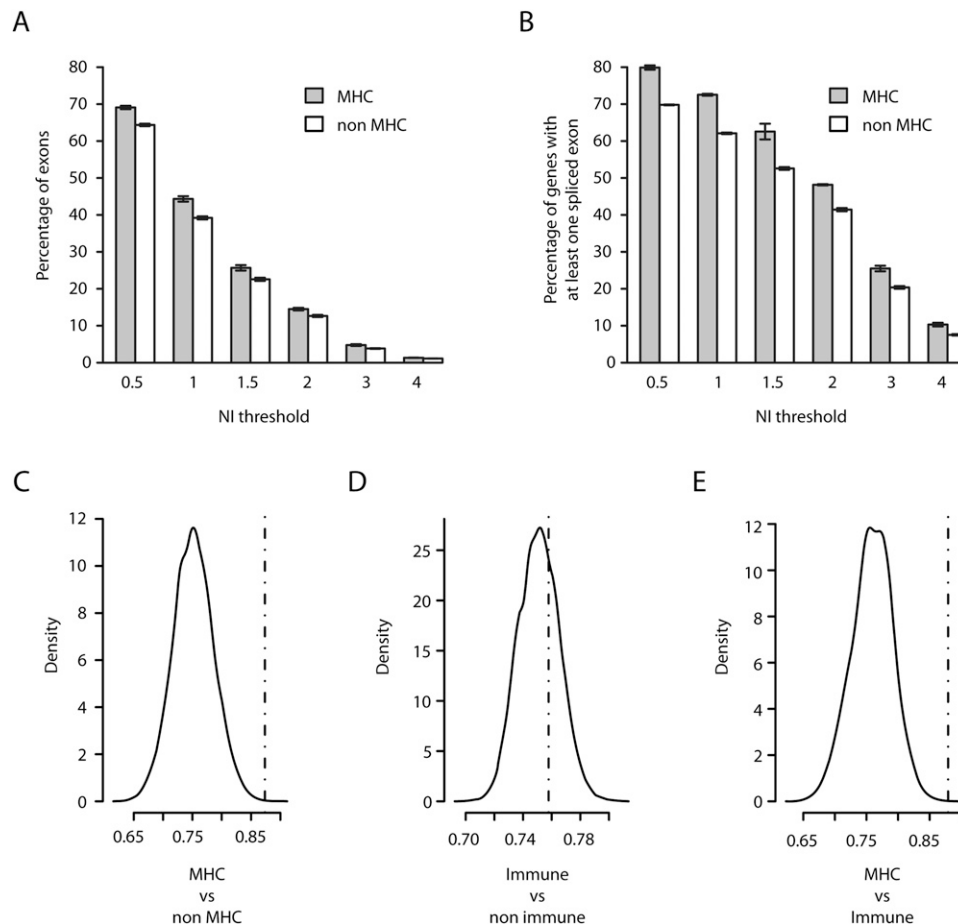 A
B
80
70
60
50
40
30
20
10
0
Percentage of exons
MHC
non MHC
0.5 1 1.5 2 3 4
NI threshold
80
70
60
50
40
30
20
10
0
Percentage of genes with
at least one spliced exon
MHC
non MHC
0.5 1 1.5 2 3 4
NI threshold
C
D
E
12
10
8
6
4
2
0
Density
0.65 0.75 0.85
MHC
vs
non MHC
25
20
15
10
5
0
Density
0.70 0.74 0.78
Immune
vs
non immune
12
10
8
6
4
2
0
Density
0.65 0.75 0.85
MHC
vs
Immune